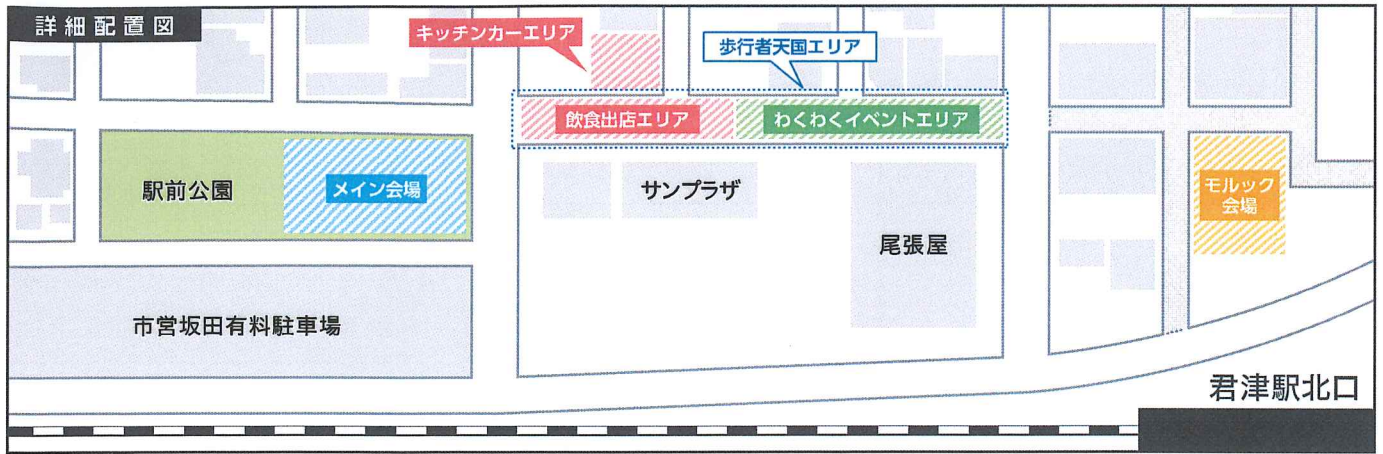 詳細配置図
キッチンカーエリア
歩行者天国エリア
飲食出店エリア
わくわくイベントエリア
駅前公園
メイン会場
サンプラザ
モルック
会場
尾張屋
市営坂田有料駐車場
君津駅北口